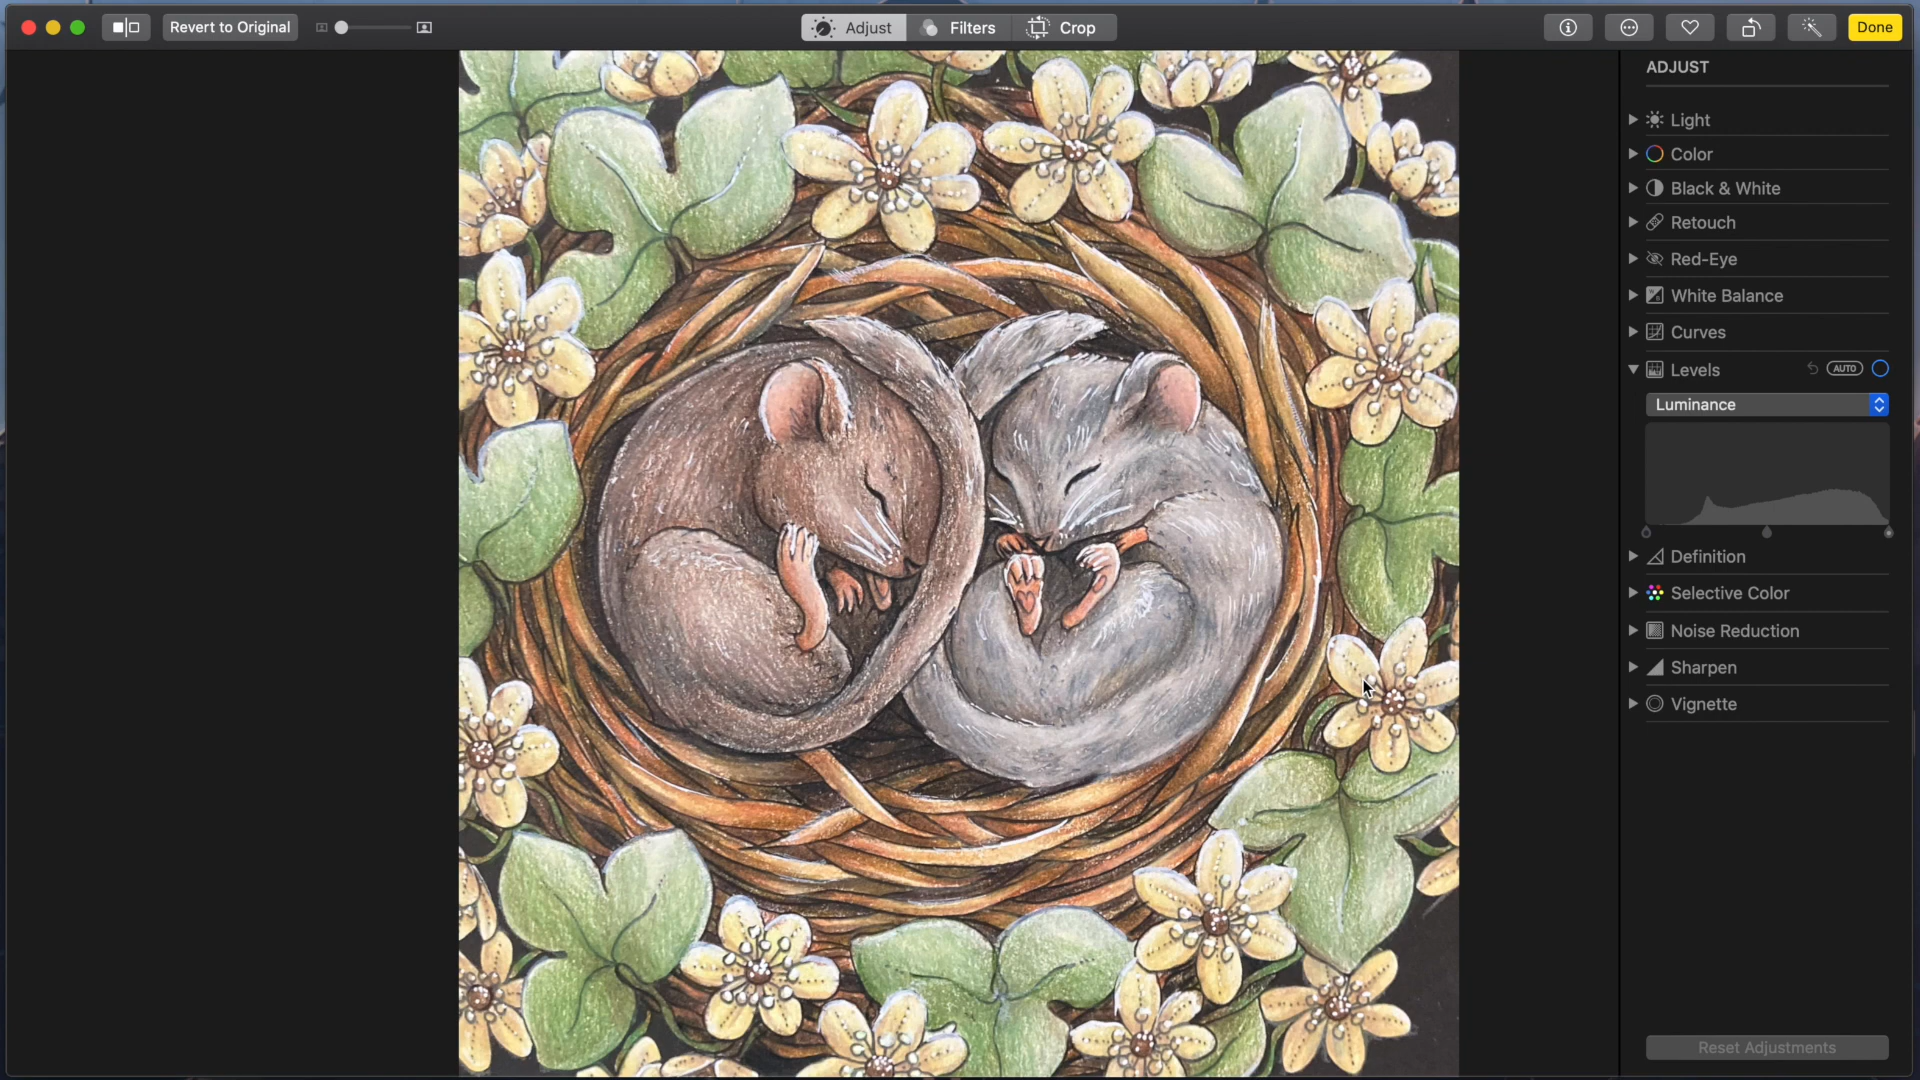 Revert to Original
Adjust
Filters
Crop
Done
ADJUST
Light
Color
Black & White
Retouch
Red-Eye
White Balance
Curves
Levels
AUTO
Luminance
Definition
Selective Color
Noise Reduction
Sharpen
Vignette
Reset Adjustments